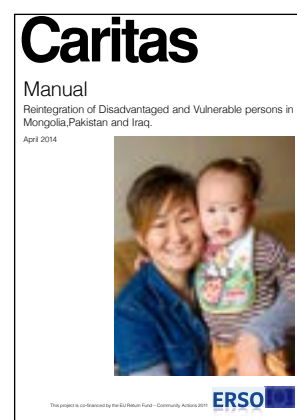 Caritas
Manual
Reintegration of Disadvantaged and Vulnerable persons in
Mongolia,Pakistan and Iraq.
April 2014
This project is co-financed by the EU Return Fund – Community Actions 2011
ERSO